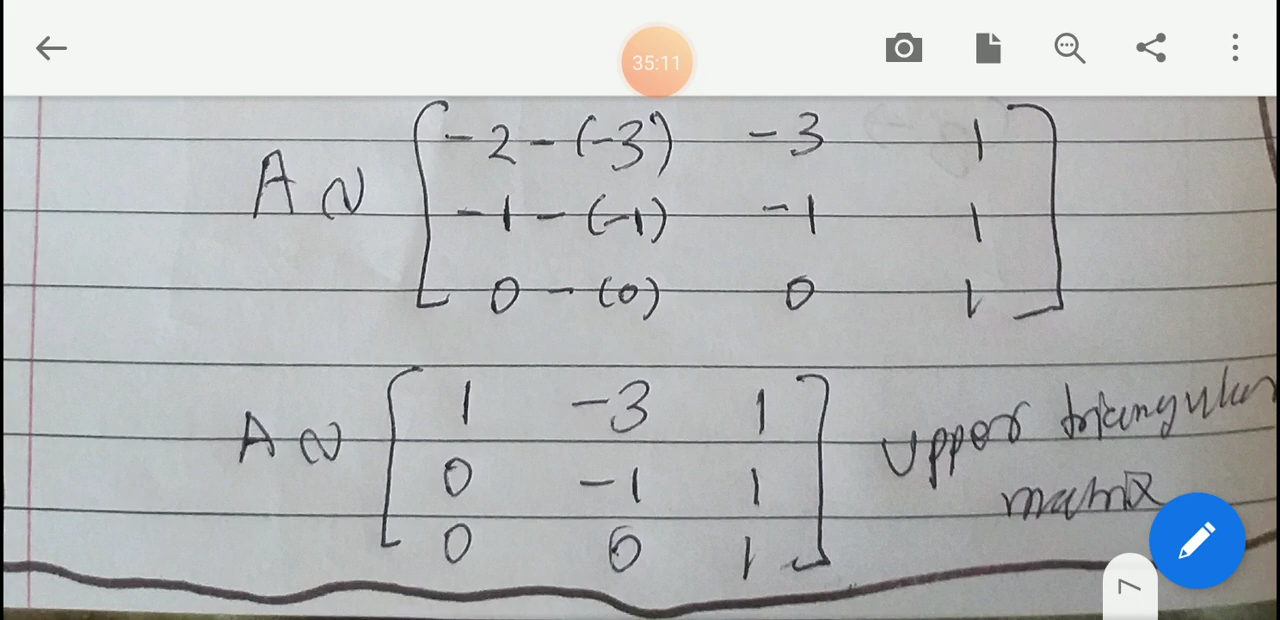 35:11
-2-(-3) -3 1
A ~ -1-(-1) -1 1
0-(0) 0 1
1 -3 1
A ~ 0 -1 1 Upper triangular
0 0 1 matrix
7